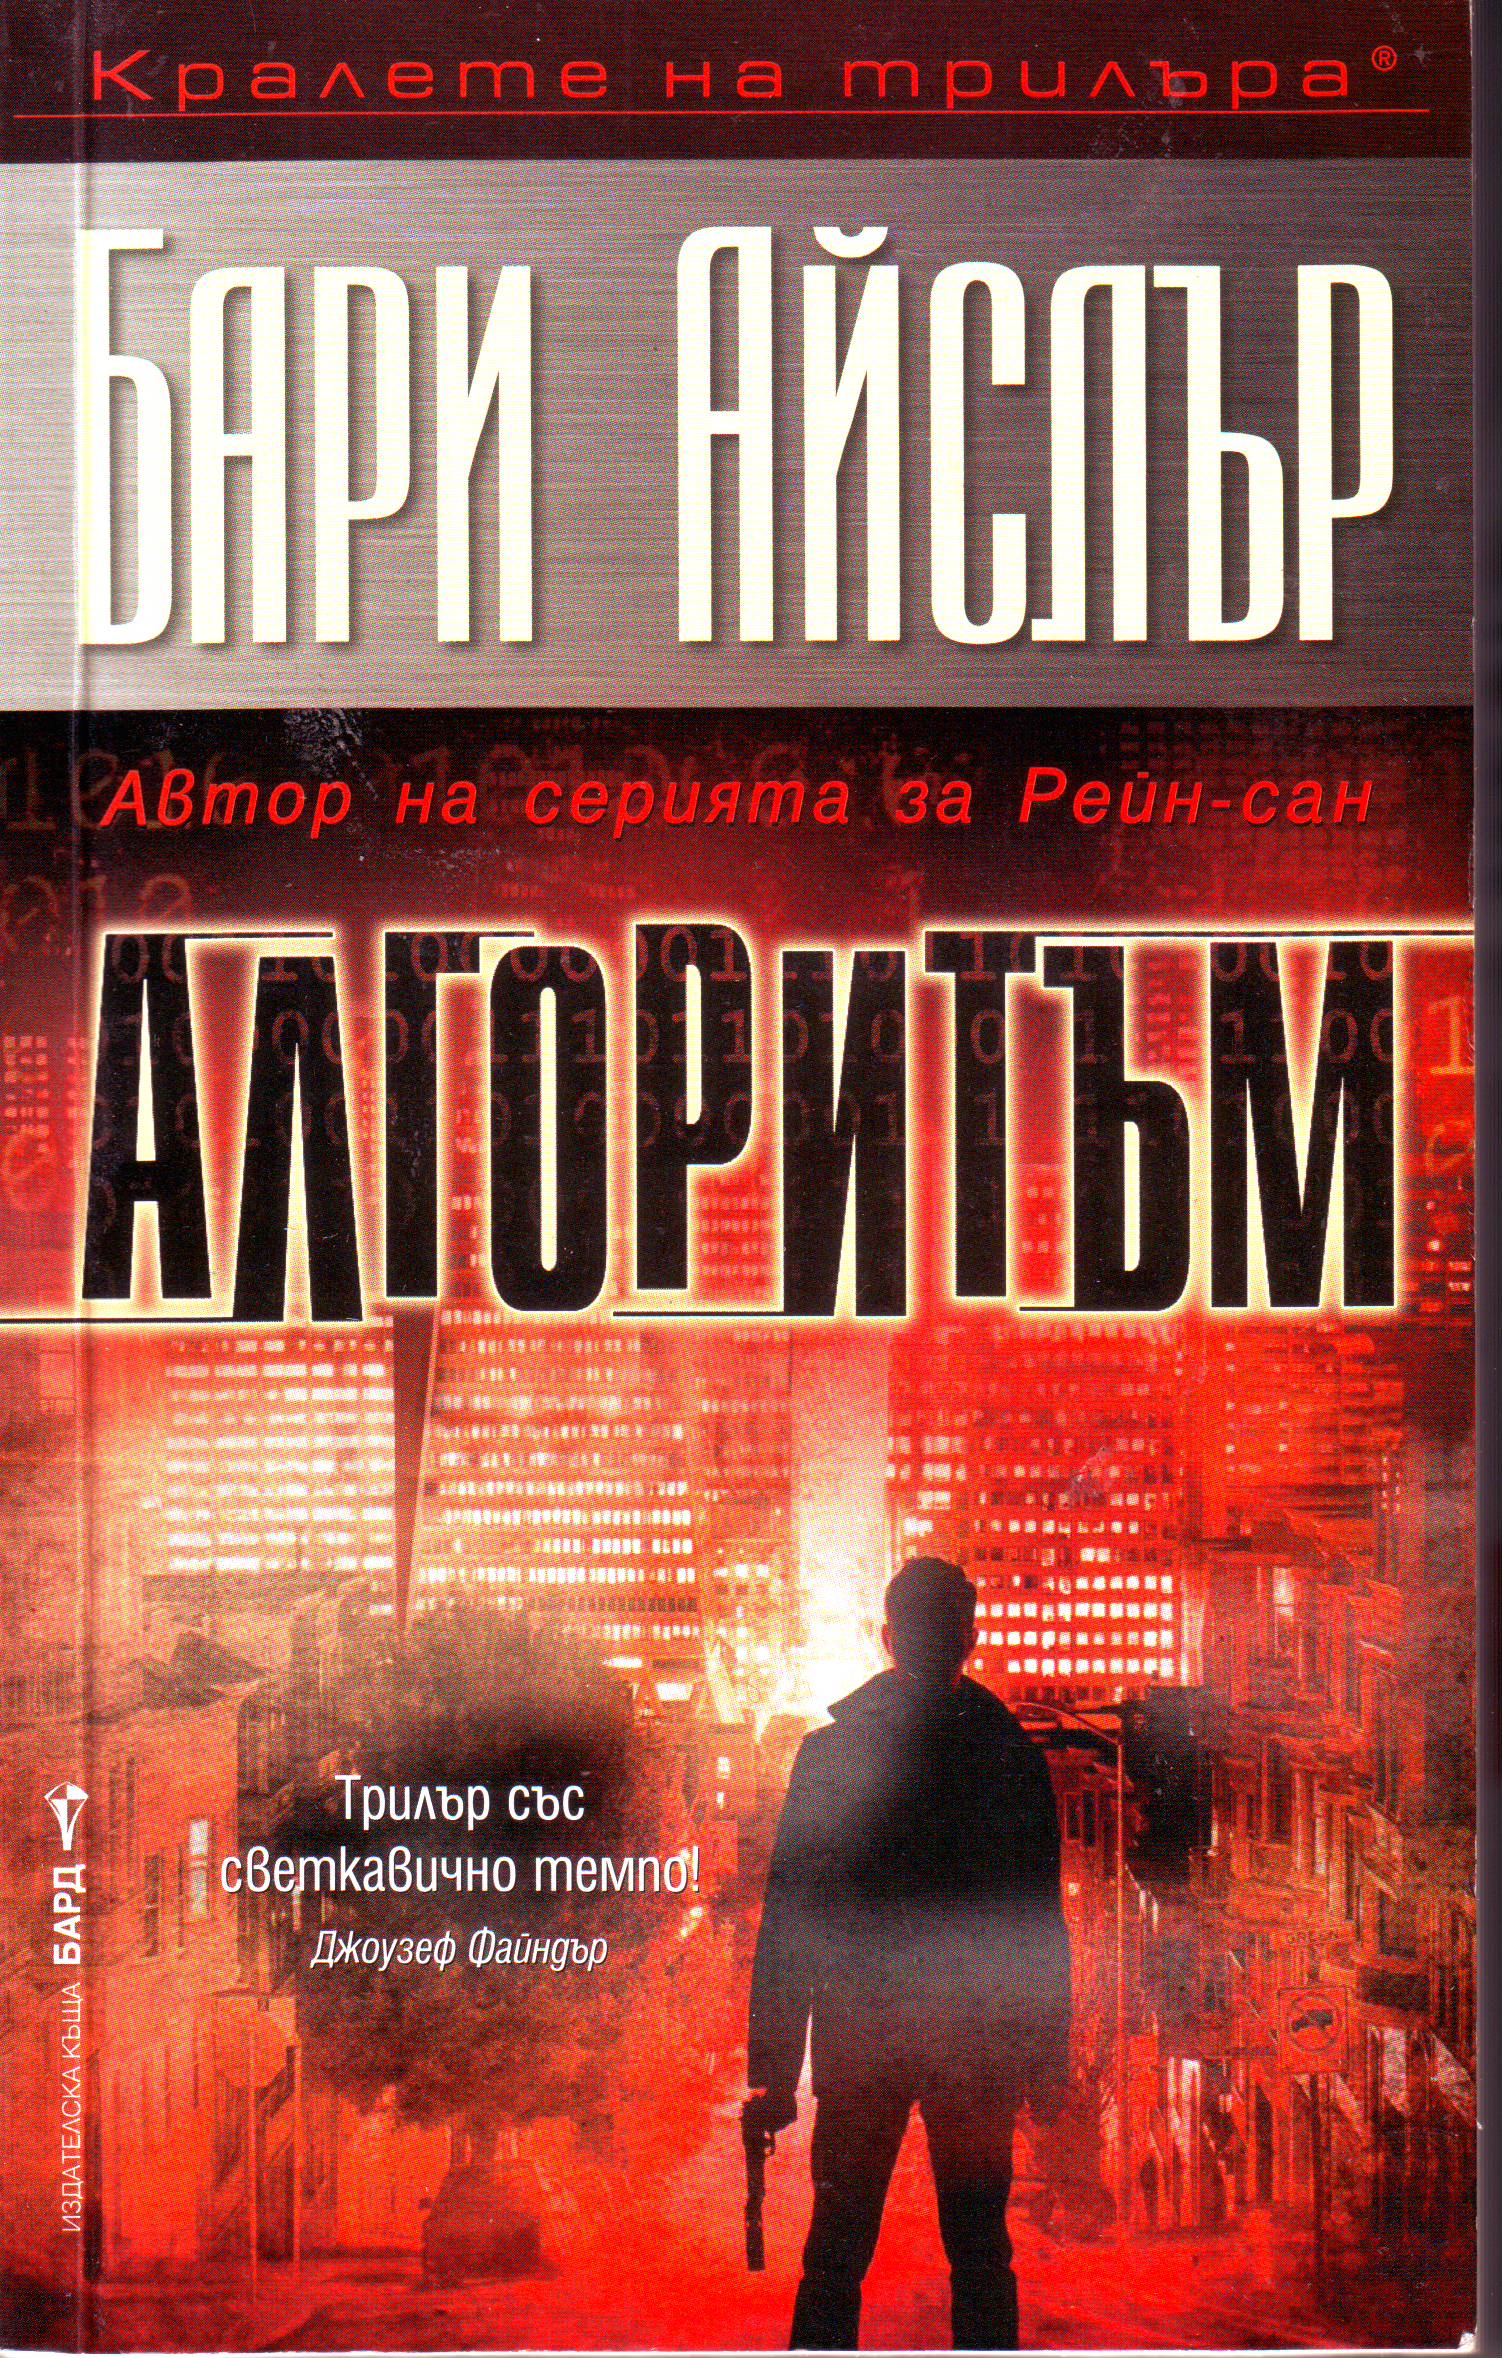 Кралете на трилъра®
БАРИ АЙСЛЪР
Автор на серията за Рейн-сан
АЛГОРИТЪМ
Трилър със
светкавично темпо!
Джоузеф Файндър
ИЗДАТЕЛСКА КЪЩА БАРД
GREEN